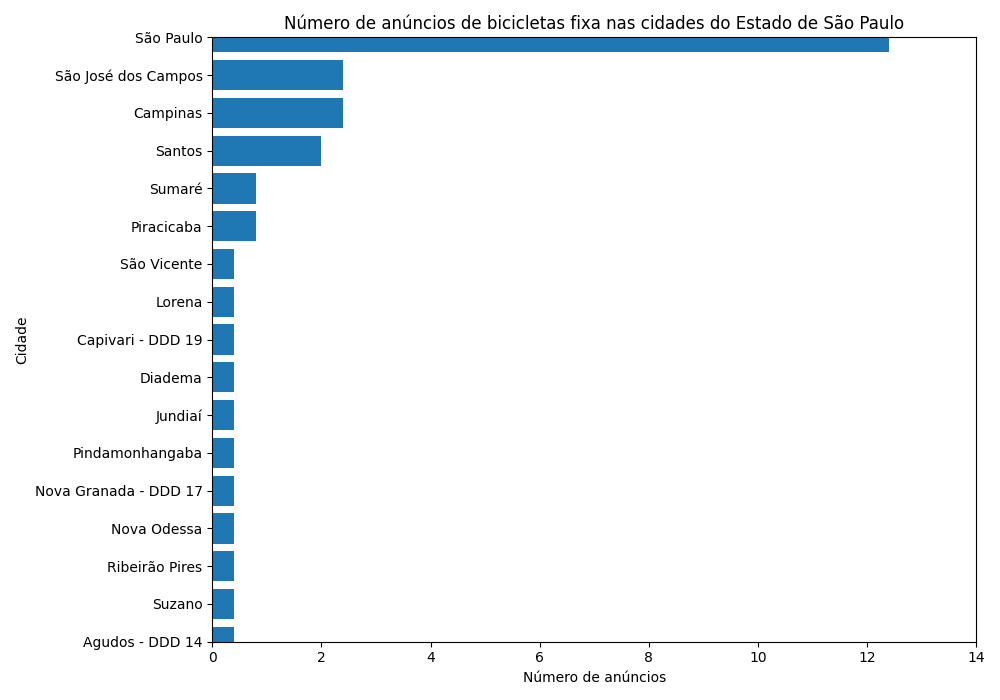 Número de anúncios de bicicletas fixa nas cidades do Estado de São Paulo
São Paulo
São José dos Campos
Campinas
Santos
Sumaré
Piracicaba
São Vicente
Lorena
Capivari - DDD 19
Diadema
Jundiaí
Pindamonhangaba
Nova Granada - DDD 17
Nova Odessa
Ribeirão Pires
Suzano
Agudos - DDD 14
Cidade
0 2 4 6 8 10 12 14
Número de anúncios